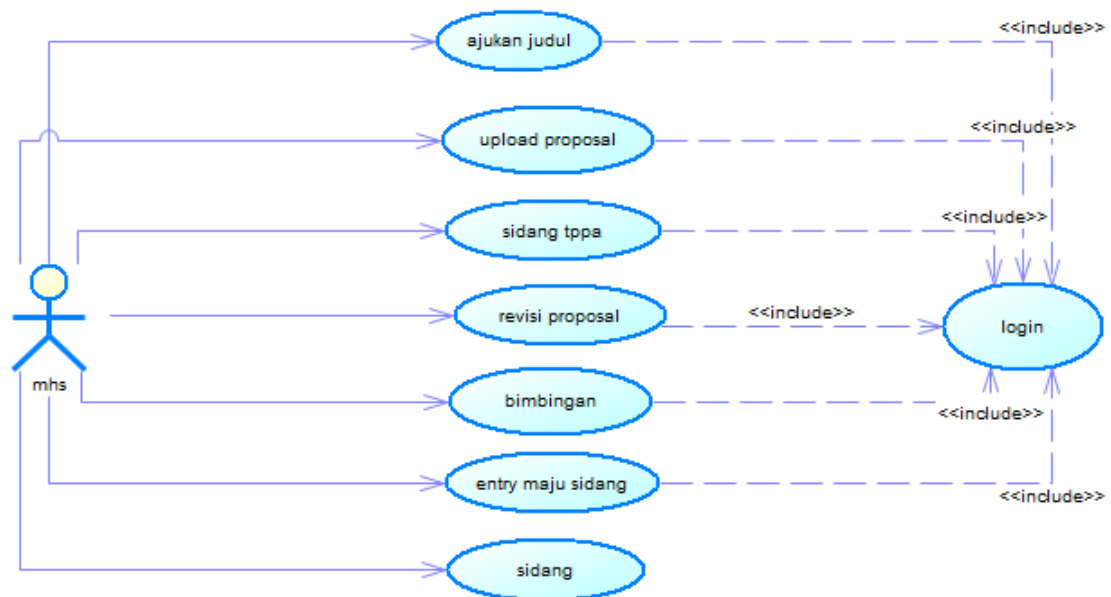 ajukan judul
<<include>>
upload proposal
<<include>>
sidang tppa
<<include>>
revisi proposal
<<include>>
login
mhs
bimbingan
<<include>>
entry maju sidang
<<include>>
sidang